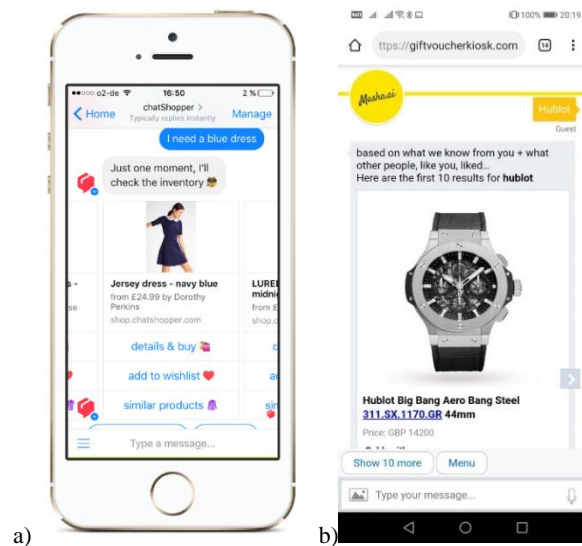 o2-de 16:50 2 %
chatShopper >
Home Typically replies instantly Manage
I need a blue dress
Just one moment, I'll
check the inventory
Jersey dress - navy blue
from £24.99 by Dorothy
Perkins
shop.chatshopper.com
details & buy
add to wishlist
similar products
Type a message...
a)
100% 20:19
ttps://giftvoucherkiosk.com 14
Masha.ai
Hublot
Guest
based on what we know from you + what
other people, like you, liked...
Here are the first 10 results for hublot
Hublot Big Bang Aero Bang Steel
311.SX.1170.GR 44mm
Price: GBP 14200
Show 10 more Menu
Type your message...
b)